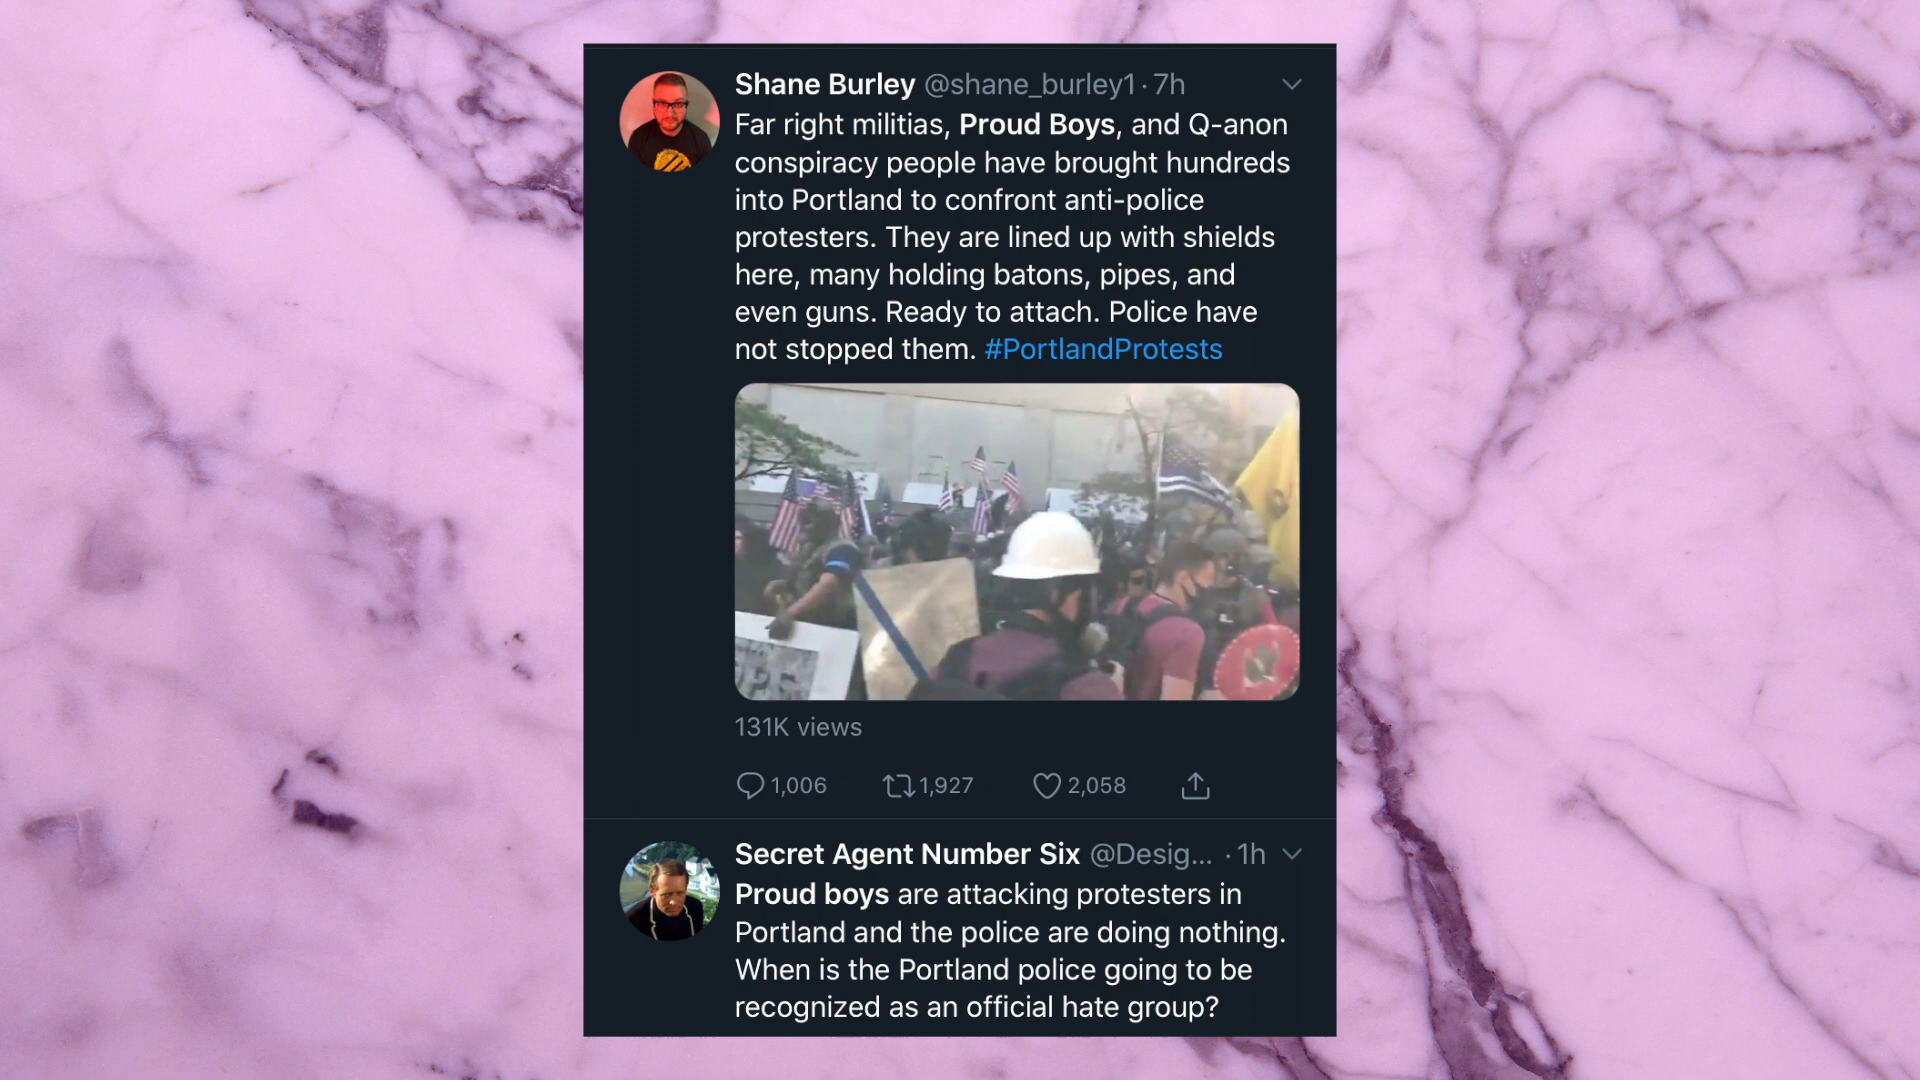 Shane Burley @shane_burley1 · 7h
Far right militias, Proud Boys, and Q-anon
conspiracy people have brought hundreds
into Portland to confront anti-police
protesters. They are lined up with shields
here, many holding batons, pipes, and
even guns. Ready to attach. Police have
not stopped them. #PortlandProtests
131K views
1,006 1,927 2,058
Secret Agent Number Six @Desig... · 1h
Proud boys are attacking protesters in
Portland and the police are doing nothing.
When is the Portland police going to be
recognized as an official hate group?